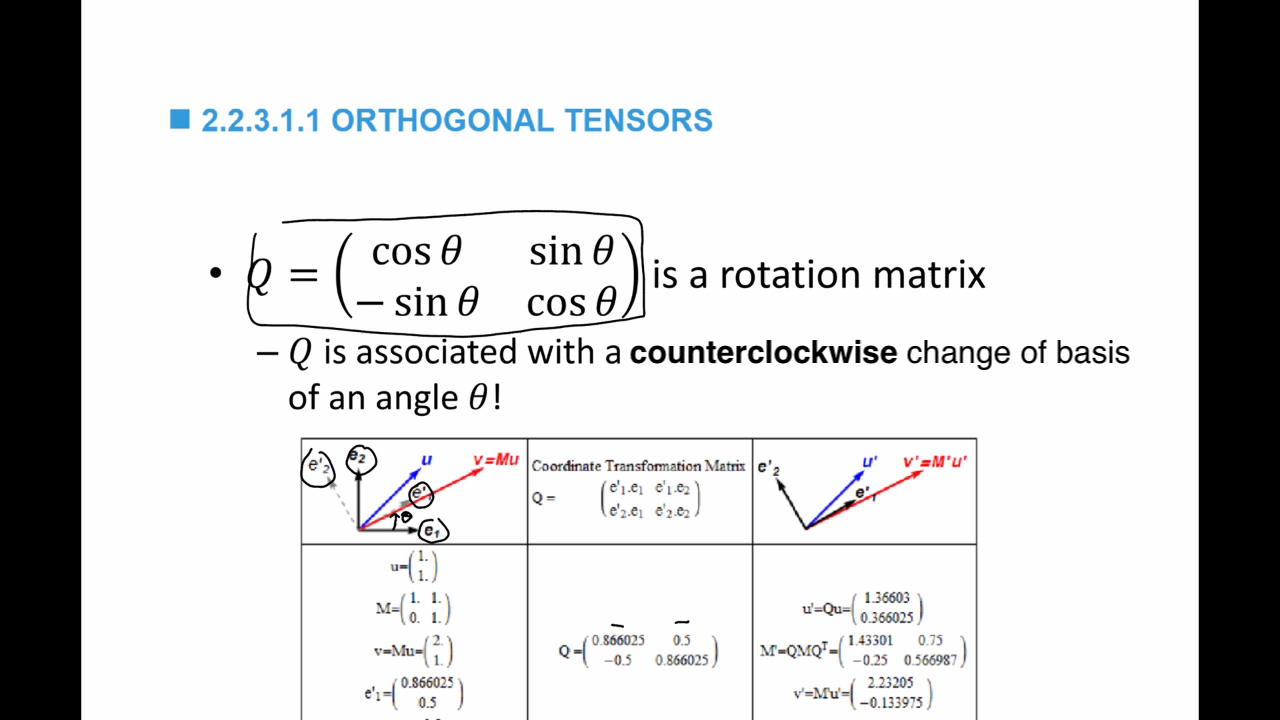 2.2.3.1.1 ORTHOGONAL TENSORS
• Q = ( cos θ sin θ
− sin θ cos θ ) is a rotation matrix
– Q is associated with a counterclockwise change of basis
of an angle θ!
e'2 e2 u v=Mu
e'1
θ
e1
Coordinate Transformation Matrix
Q = ( e'1.e1 e'1.e2
e'2.e1 e'2.e2 )
e'2 u' v'=M'u'
e'1
u=( 1.
1. )
M=( 1. 1.
0. 1. )
v=Mu=( 2.
1. )
e'1=( 0.866025
0.5 )
Q=( 0.866025 0.5
−0.5 0.866025 )
u'=Qu=( 1.36603
0.366025 )
M'=QMQT=( 1.43301 0.75
−0.25 0.566987 )
v'=M'u'=( 2.23205
−0.133975 )